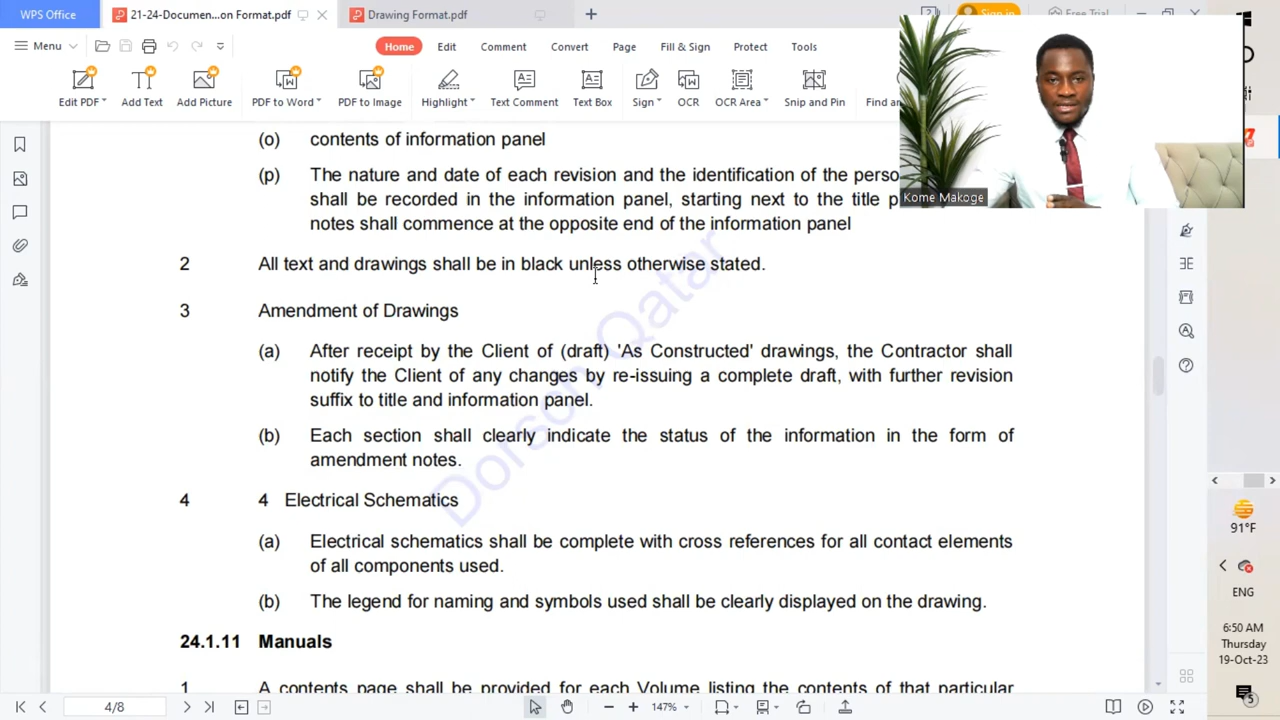 WPS Office
21-24-Documen...on Format.pdf
Drawing Format.pdf
Sign in
Free Trial
Menu
Home
Edit
Comment
Convert
Page
Fill & Sign
Protect
Tools
Edit PDF
Add Text
Add Picture
PDF to Word
PDF to Image
Highlight
Text Comment
Text Box
Sign
OCR
OCR Area
Snip and Pin
Find an
Kome Makoge
(o) contents of information panel
(p) The nature and date of each revision and the identification of the perso
shall be recorded in the information panel, starting next to the title p
notes shall commence at the opposite end of the information panel
2 All text and drawings shall be in black unless otherwise stated.
3 Amendment of Drawings
(a) After receipt by the Client of (draft) 'As Constructed' drawings, the Contractor shall
notify the Client of any changes by re-issuing a complete draft, with further revision
suffix to title and information panel.
(b) Each section shall clearly indicate the status of the information in the form of
amendment notes.
4 4 Electrical Schematics
(a) Electrical schematics shall be complete with cross references for all contact elements
of all components used.
(b) The legend for naming and symbols used shall be clearly displayed on the drawing.
24.1.11 Manuals
1 A contents page shall be provided for each Volume listing the contents of that particular
Dorson Qatar
4/8
147%
91°F
ENG
6:50 AM
Thursday
19-Oct-23
5